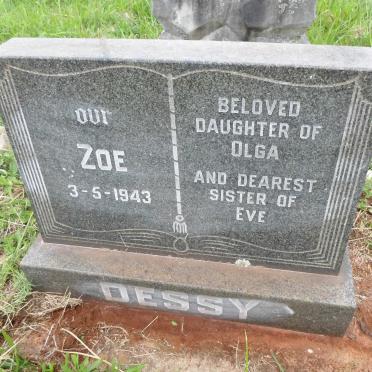 our
ZOE
3-5-1943
BELOVED
DAUGHTER OF
OLGA
AND DEAREST
SISTER OF
EVE
DESSY